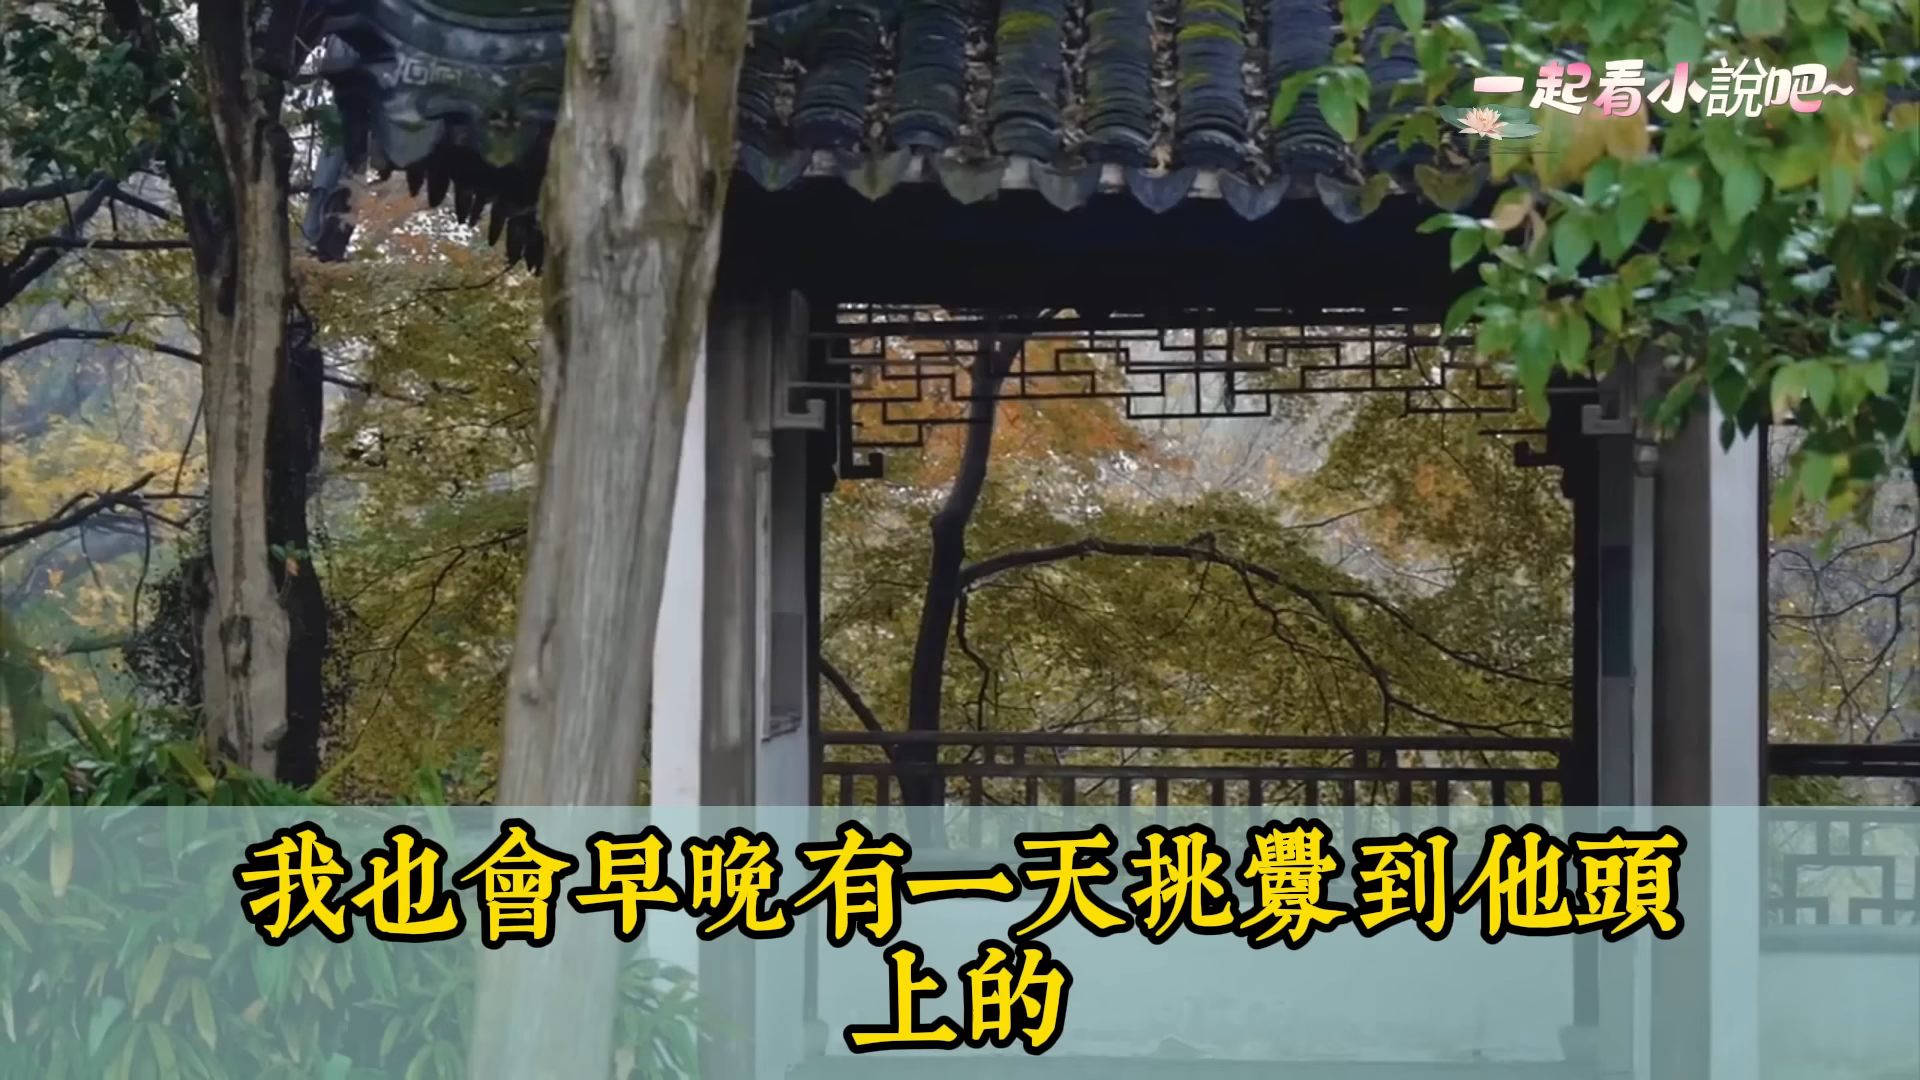 一起看小說吧~
我也會早晚有一天挑釁到他頭
上的